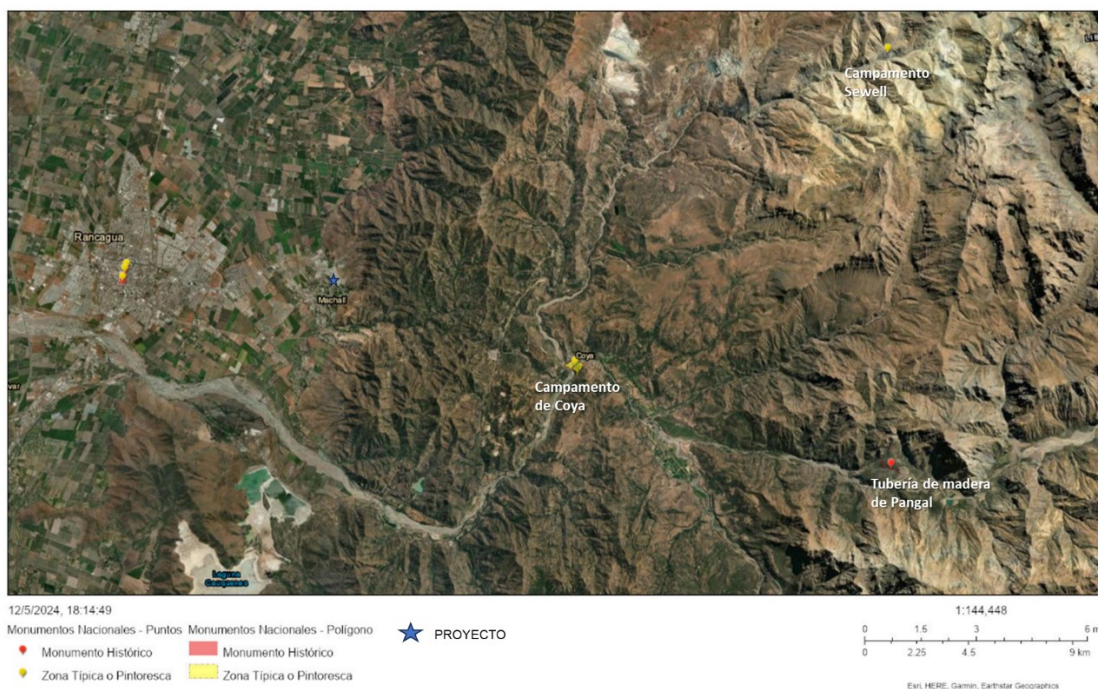 Campamento
Sewell
Rancagua
Machalí
Coya
Campamento
de Coya
Tubería de madera
de Pangal
Laguna
Cauquenes
12/5/2024, 18:14:49
1:144,448
Monumentos Nacionales - Puntos
Monumento Histórico
Zona Típica o Pintoresca
Monumentos Nacionales - Polígono
Monumento Histórico
Zona Típica o Pintoresca
PROYECTO
0 1.5 3 6 m
0 2.25 4.5 9 km
Esri, HERE, Garmin, Earthstar Geographics